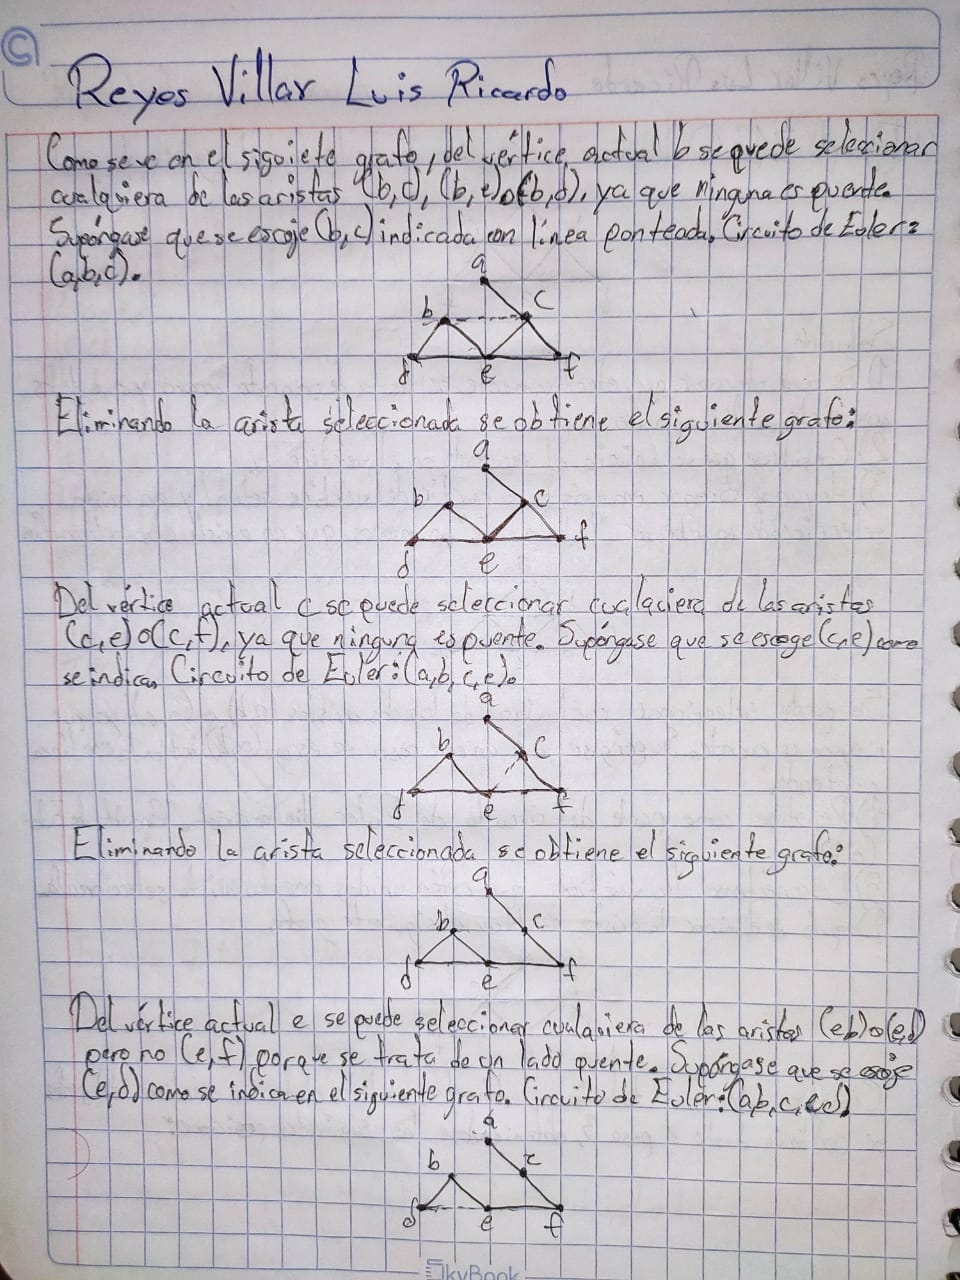 Reyes Villar Luis Ricardo
Como se ve en el siguiete grafo, del vértice actual b se puede seleccionar
cualquiera de las aristas (b,c), (b,e) o (b,d), ya que ninguna es puente.
Supóngase que se escoje (b,c) indicada con línea ponteada. Circuito de Euler:
(a,b,c).
a
b
c
d
e
f
Eliminando la arista seleccionada se obtiene el siguiente grafo:
a
b
c
d
e
f
Del vértice actual c se puede seleccionar cualquiera de las aristas
(c,e) o (c,f), ya que ninguna es puente. Supóngase que se escoge (c,e) como
se indica. Circuito de Euler: (a,b,c,e).
a
b
c
d
e
f
Eliminando la arista seleccionada se obtiene el siguiente grafo:
a
b
c
d
e
f
Del vértice actual e se puede seleccionar cualquiera de las aristas (e,b) o (e,d)
pero no (e,f) porque se trata de un lado puente. Supóngase que se escoje
(e,d) como se indica en el siguiente grafo. Circuito de Euler: (a,b,c,e,d)
a
b
c
d
e
f
SkyBook